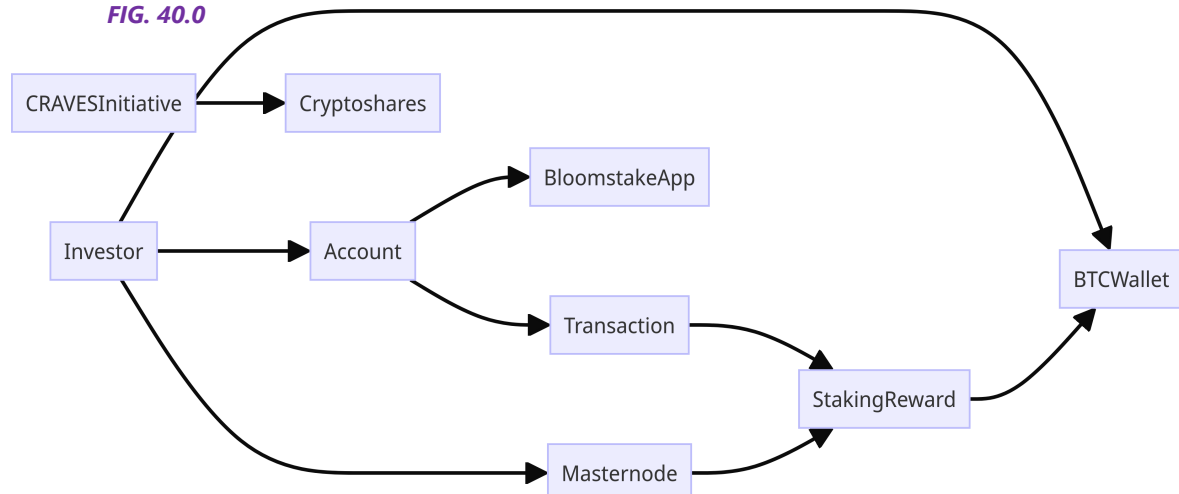 FIG. 40.0
CRAVESInitiative
Cryptoshares
BloomstakeApp
Investor
Account
BTCWallet
Transaction
StakingReward
Masternode